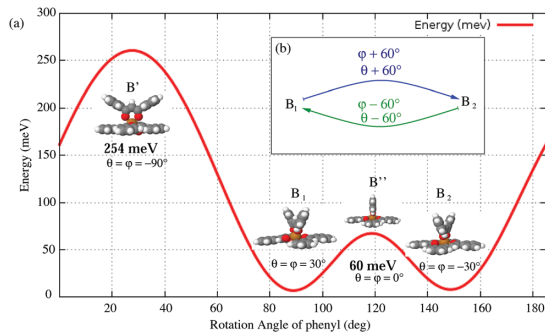 (a)
Energy (mev)
(b)
φ+60°
θ+60°
B₁
B₂
φ−60°
θ−60°
B’
254 meV
θ=φ=−90°
B₁
B’’
B₂
θ=φ=30°
60 meV
θ=φ=0°
θ=φ=−30°
Energy (meV)
300
250
200
150
100
50
0
0
20
40
60
80
100
120
140
160
180
Rotation Angle of phenyl (deg)